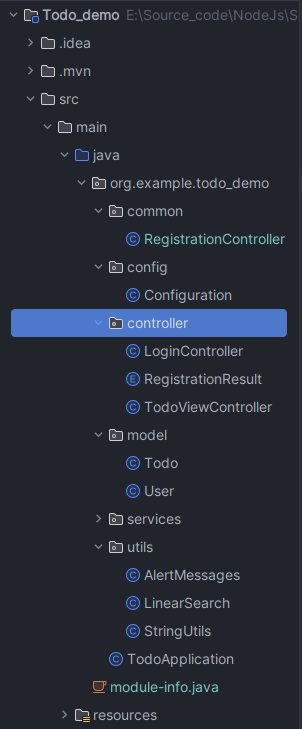 Todo_demo E:\Source_code\NodeJs\S
.idea
.mvn
src
main
java
org.example.todo_demo
common
RegistrationController
config
Configuration
controller
LoginController
RegistrationResult
TodoViewController
model
Todo
User
services
utils
AlertMessages
LinearSearch
StringUtils
TodoApplication
module-info.java
resources